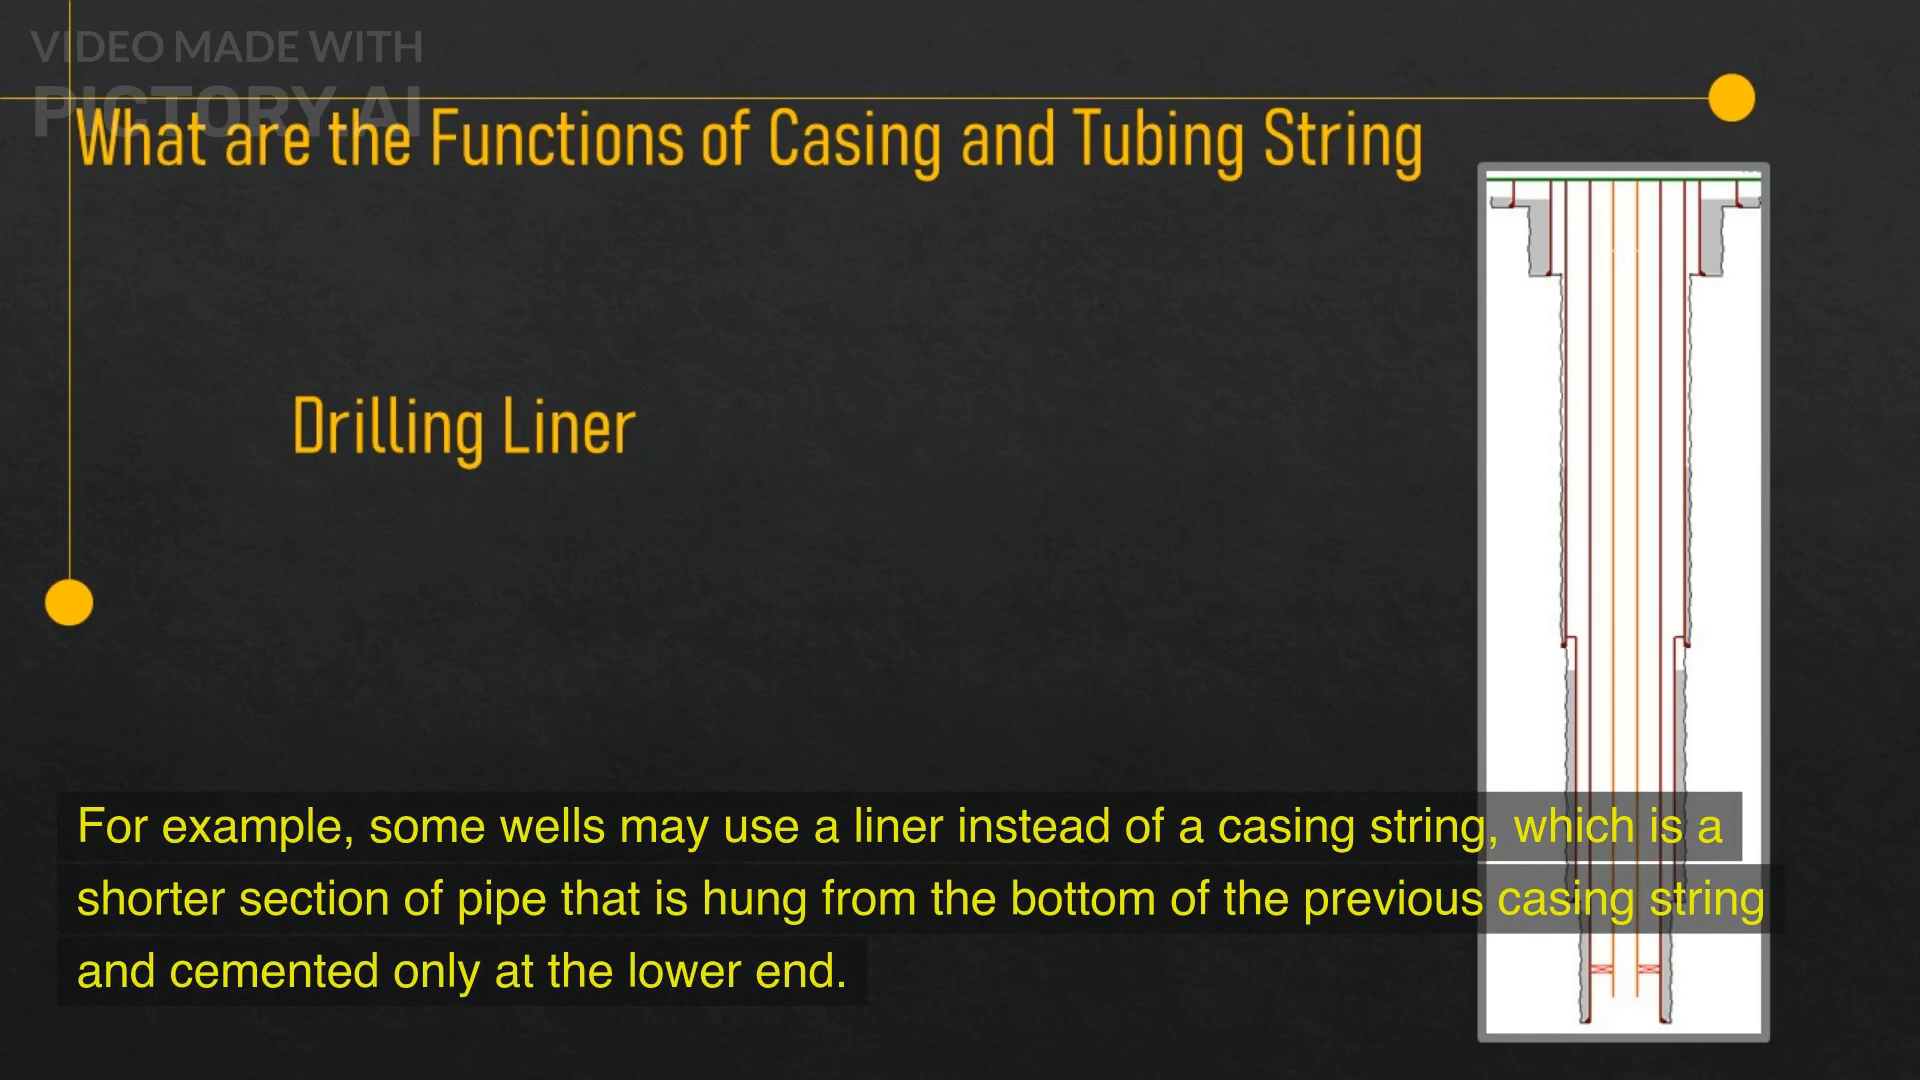 VIDEO MADE WITH
PICTORY.AI
What are the Functions of Casing and Tubing String
Drilling Liner
For example, some wells may use a liner instead of a casing string, which is a
shorter section of pipe that is hung from the bottom of the previous casing string
and cemented only at the lower end.